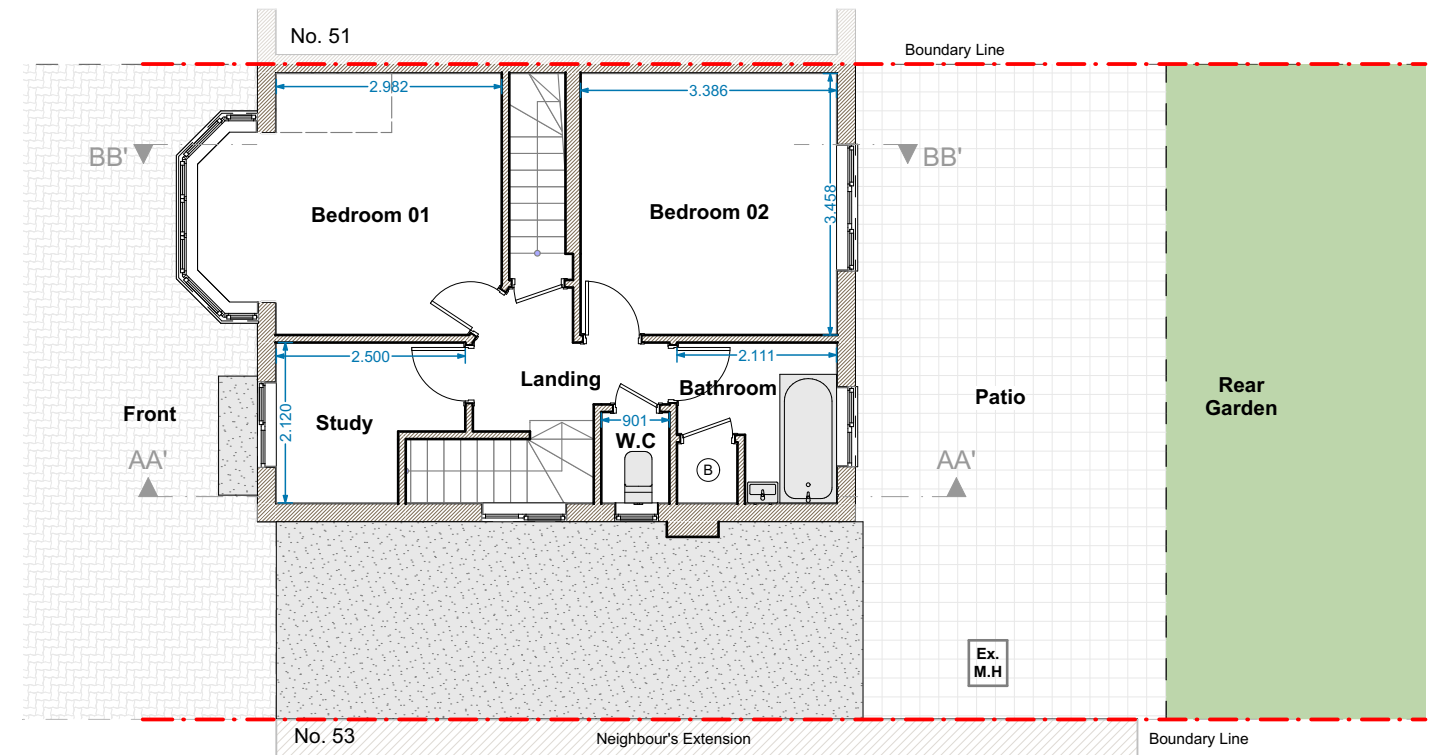 No. 51
Boundary Line
2.982
3.386
BB'
BB'
3.458
Bedroom 01
Bedroom 02
2.500
2.111
Landing
Bathroom
Rear
Garden
Patio
Front
2.120
Study
901
W.C
AA'
B
AA'
Ex.
M.H
No. 53
Neighbour's Extension
Boundary Line